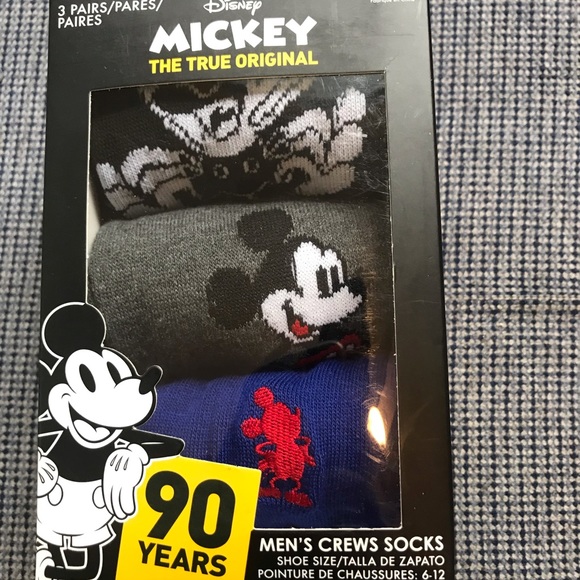 3 PAIRS/PARES/
PAIRES
Disney
MICKEY
THE TRUE ORIGINAL
90
YEARS
MEN'S CREWS SOCKS
SHOE SIZE/TALLA DE ZAPATO
POINTURE DE CHAUSSURES: 6-12